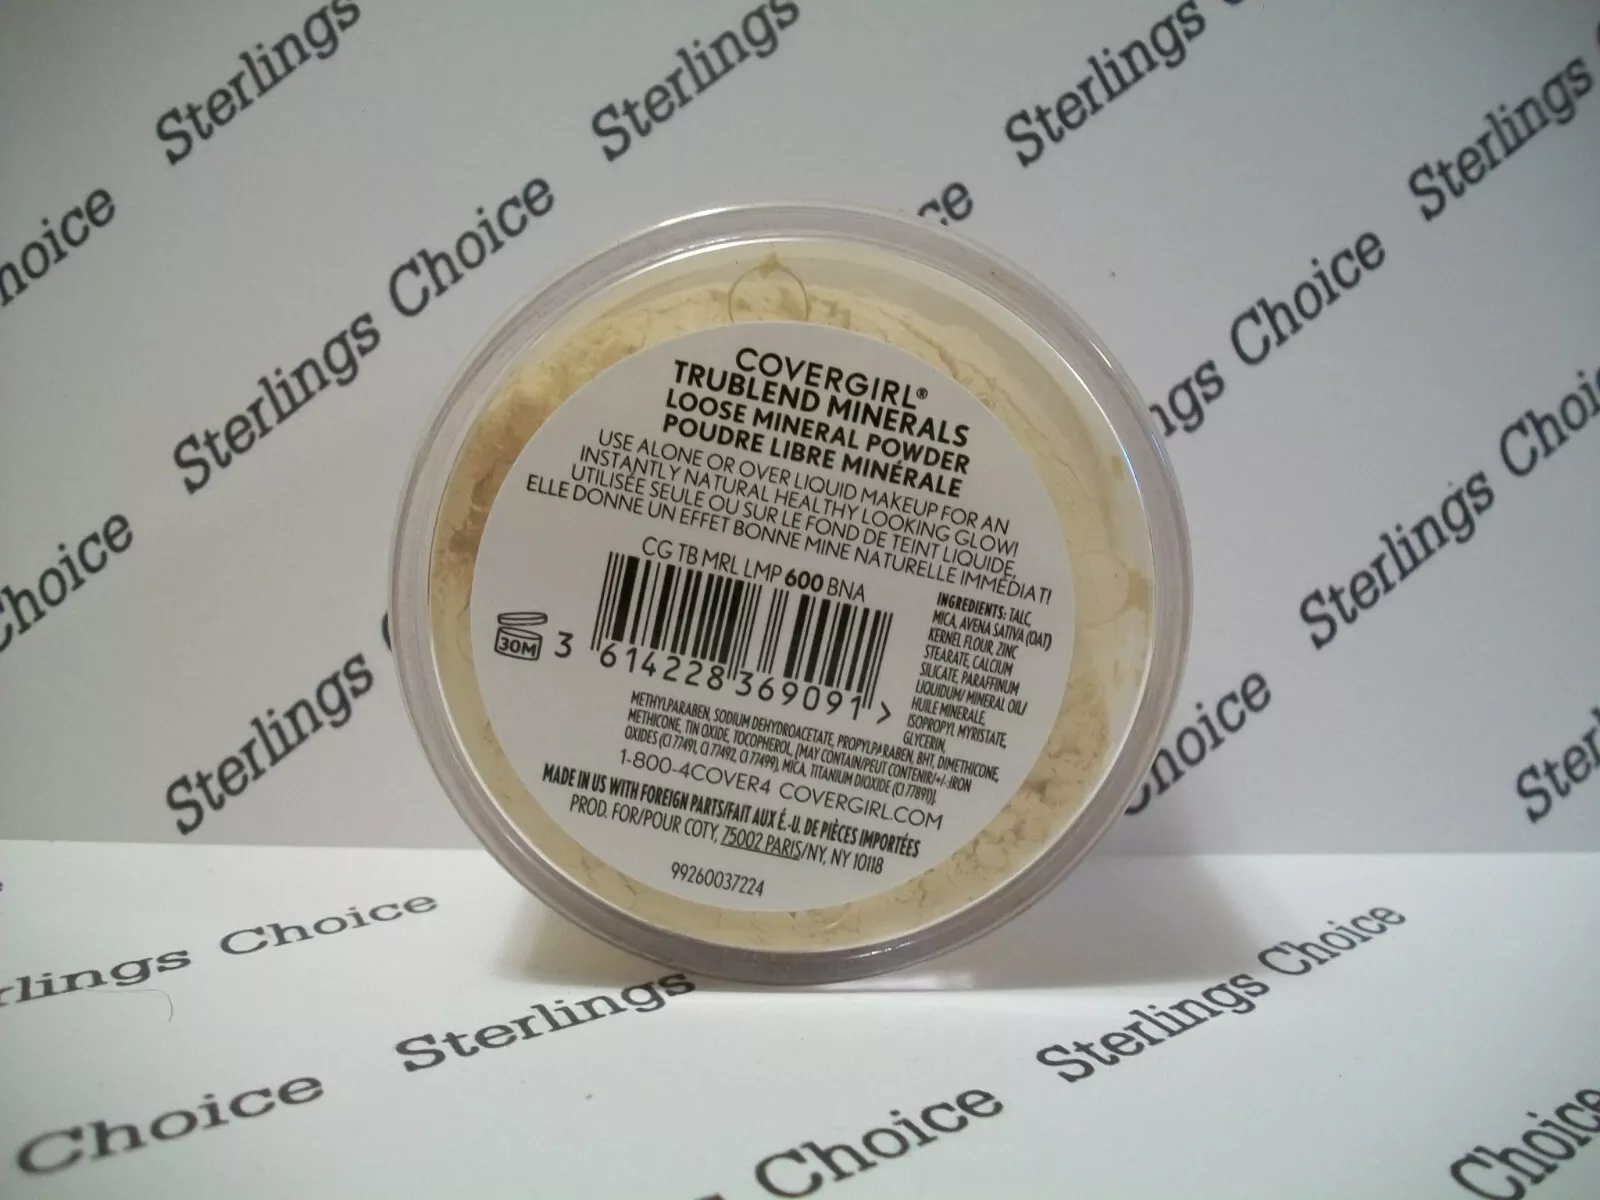 Sterlings
Sterlings
Sterlings
Sterlings
Choice
Sterlings Choice
Sterlings Choice
Sterlings Choice
Choice
Sterlings
Choice
Sterlings
COVERGIRL®
TRUBLEND MINERALS
LOOSE MINERAL POWDER
POUDRE LIBRE MINÉRALE
USE ALONE OR OVER LIQUID MAKEUP FOR AN
INSTANTLY NATURAL HEALTHY LOOKING GLOW!
UTILISÉE SEULE OU SUR LE FOND DE TEINT LIQUIDE,
ELLE DONNE UN EFFET BONNE MINE NATURELLE IMMÉDIAT!
CG TB MRL LMP 600 BNA
30M
3 614228 369091 >
INGREDIENTS: TALC,
MICA, AVENA SATIVA (OAT)
KERNEL FLOUR, ZINC
STEARATE, CALCIUM
SILICATE, PARAFFINUM
LIQUIDUM/ MINERAL OIL/
HUILE MINERALE,
ISOPROPYL MYRISTATE,
GLYCERIN,
METHYLPARABEN, SODIUM DEHYDROACETATE, PROPYLPARABEN, BHT, DIMETHICONE,
METHICONE, TIN OXIDE, TOCOPHEROL, [MAY CONTAIN/PEUT CONTENIR/+/-:IRON
OXIDES (CI 77491, CI 77492, CI 77499), MICA, TITANIUM DIOXIDE (CI 77891)].
1-800-4COVER4 COVERGIRL.COM
MADE IN US WITH FOREIGN PARTS/FAIT AUX É.-U. DE PIÈCES IMPORTÉES
PROD. FOR/POUR COTY, 75002 PARIS/NY, NY 10118
99260037224
Sterlings Choice
Sterlings
Sterlings Choice
Choice
Choice
Choice